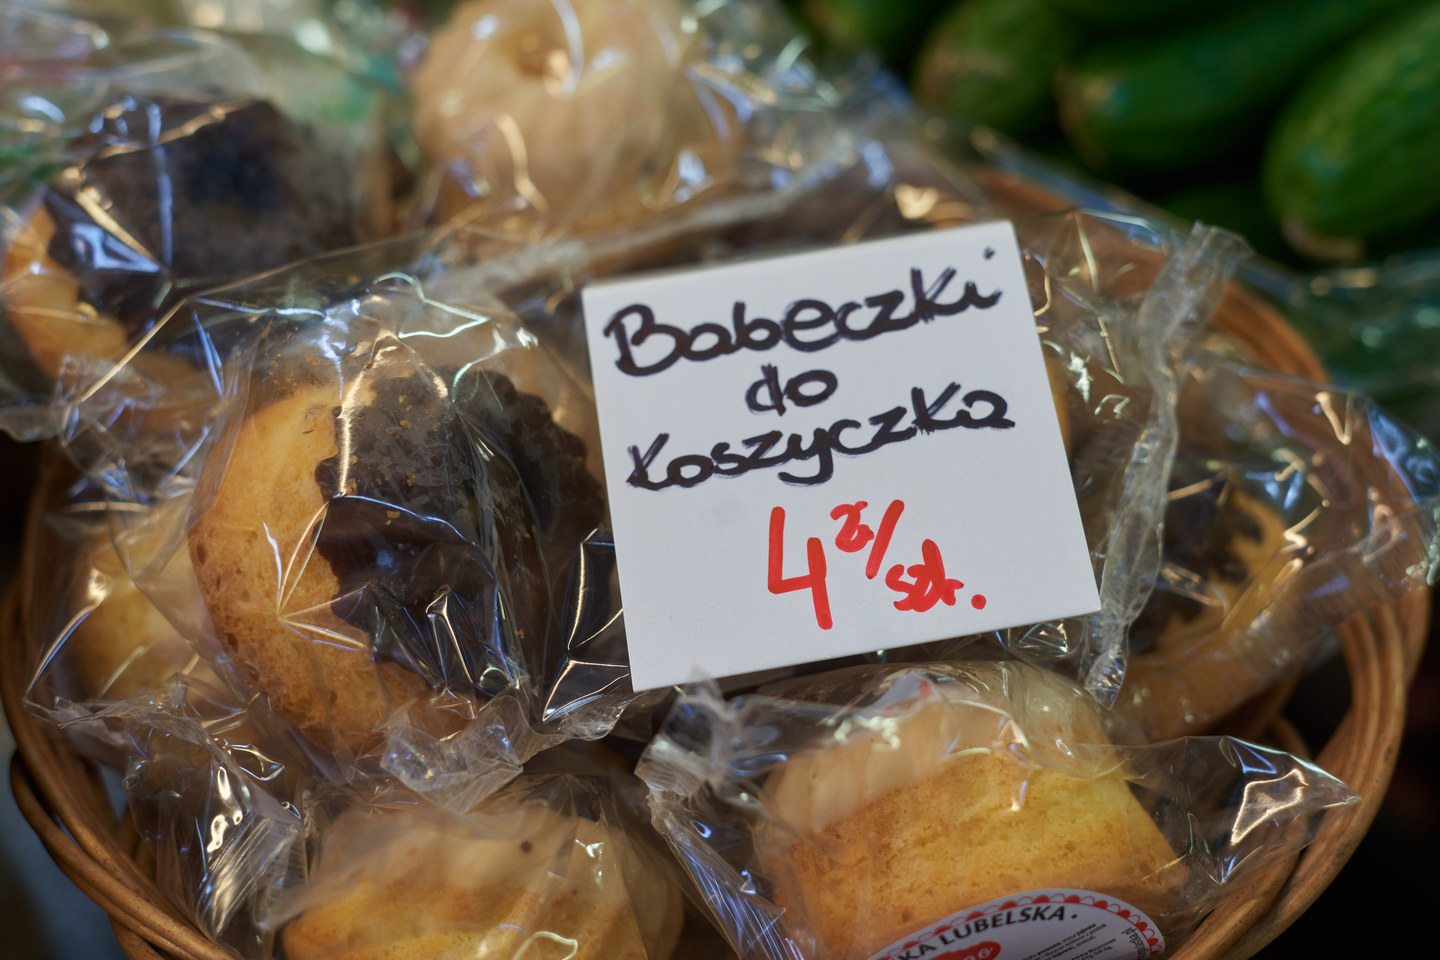 Babeczki
do
Koszyczka
4 zł/szt.
KA LUBELSKA.